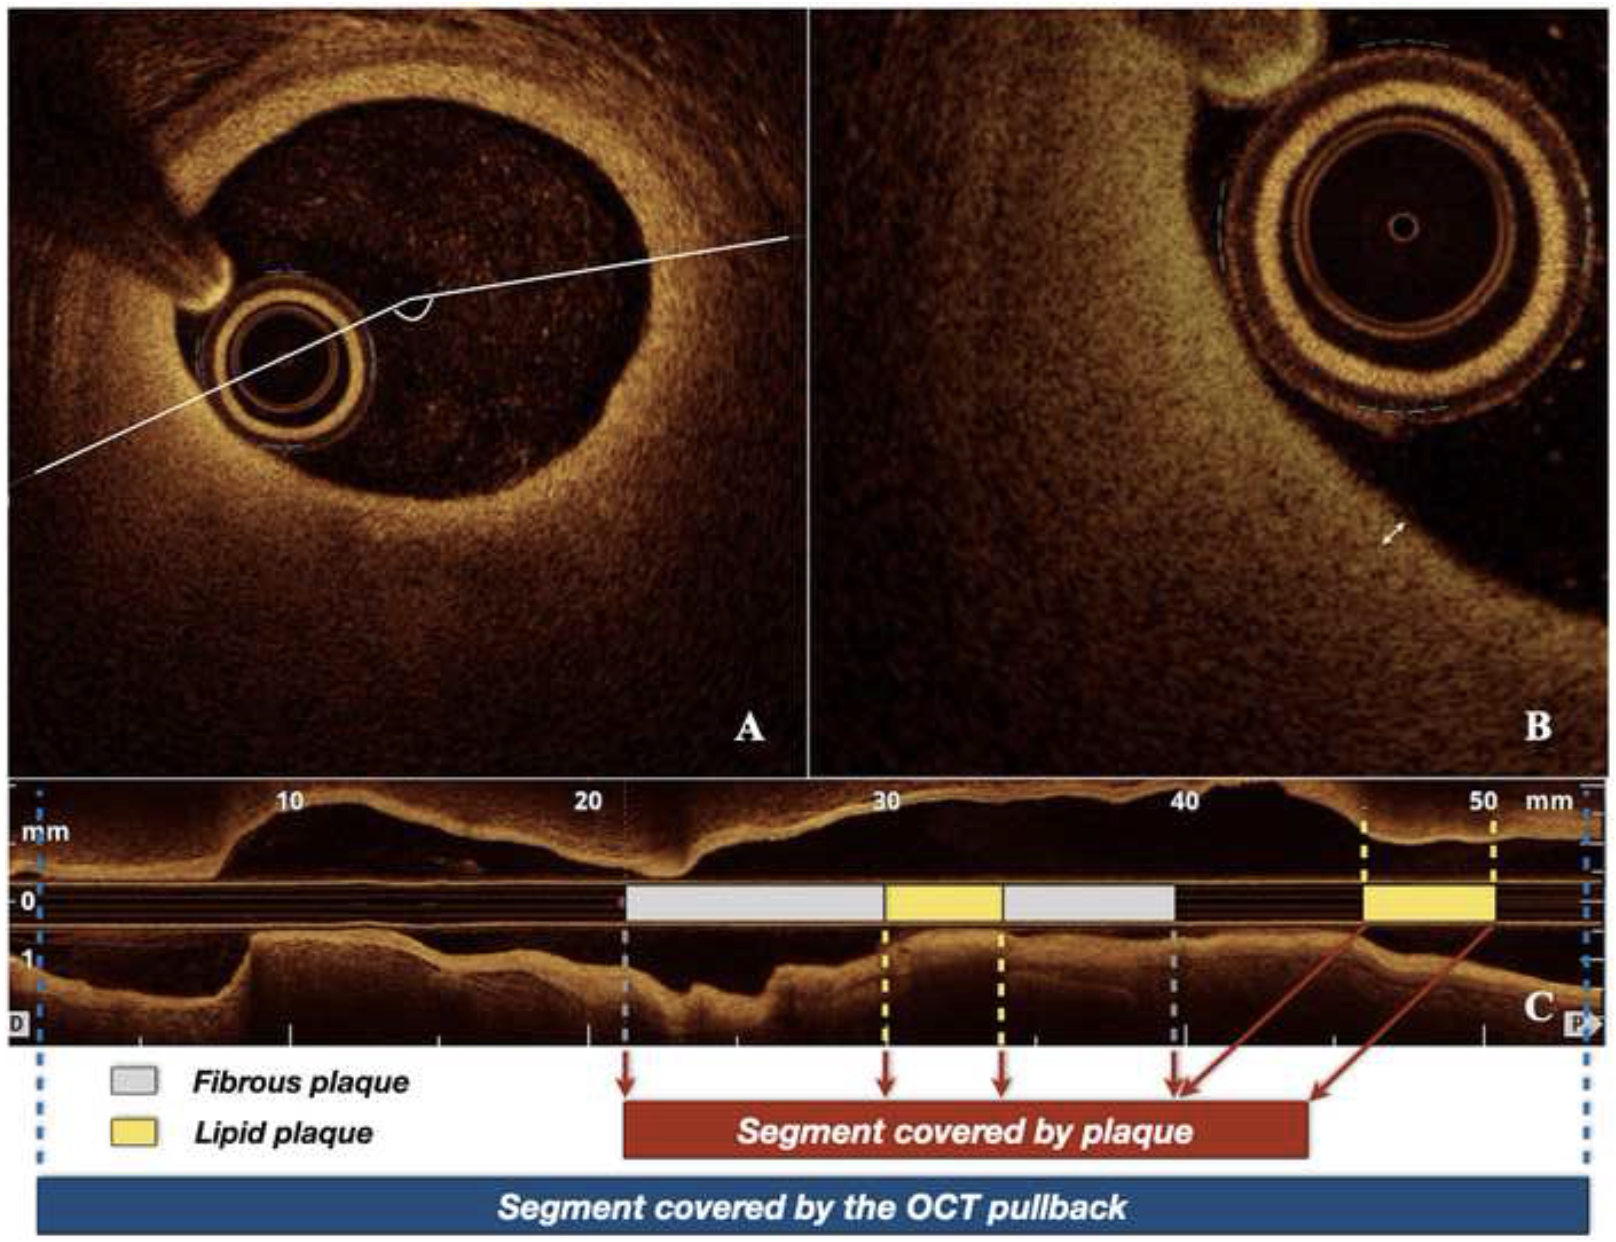 A
B
10 20 30 40 50 mm
mm
0
1
C
D
P
Fibrous plaque
Lipid plaque
Segment covered by plaque
Segment covered by the OCT pullback